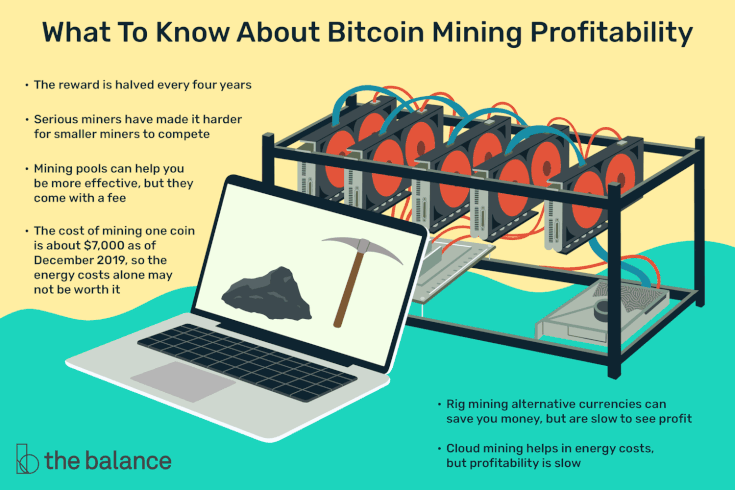 What To Know About Bitcoin Mining Profitability
• The reward is halved every four years
• Serious miners have made it harder
for smaller miners to compete
• Mining pools can help you
be more effective, but they
come with a fee
• The cost of mining one coin
is about $7,000 as of
December 2019, so the
energy costs alone may
not be worth it
• Rig mining alternative currencies can
save you money, but are slow to see profit
• Cloud mining helps in energy costs,
but profitability is slow
the balance